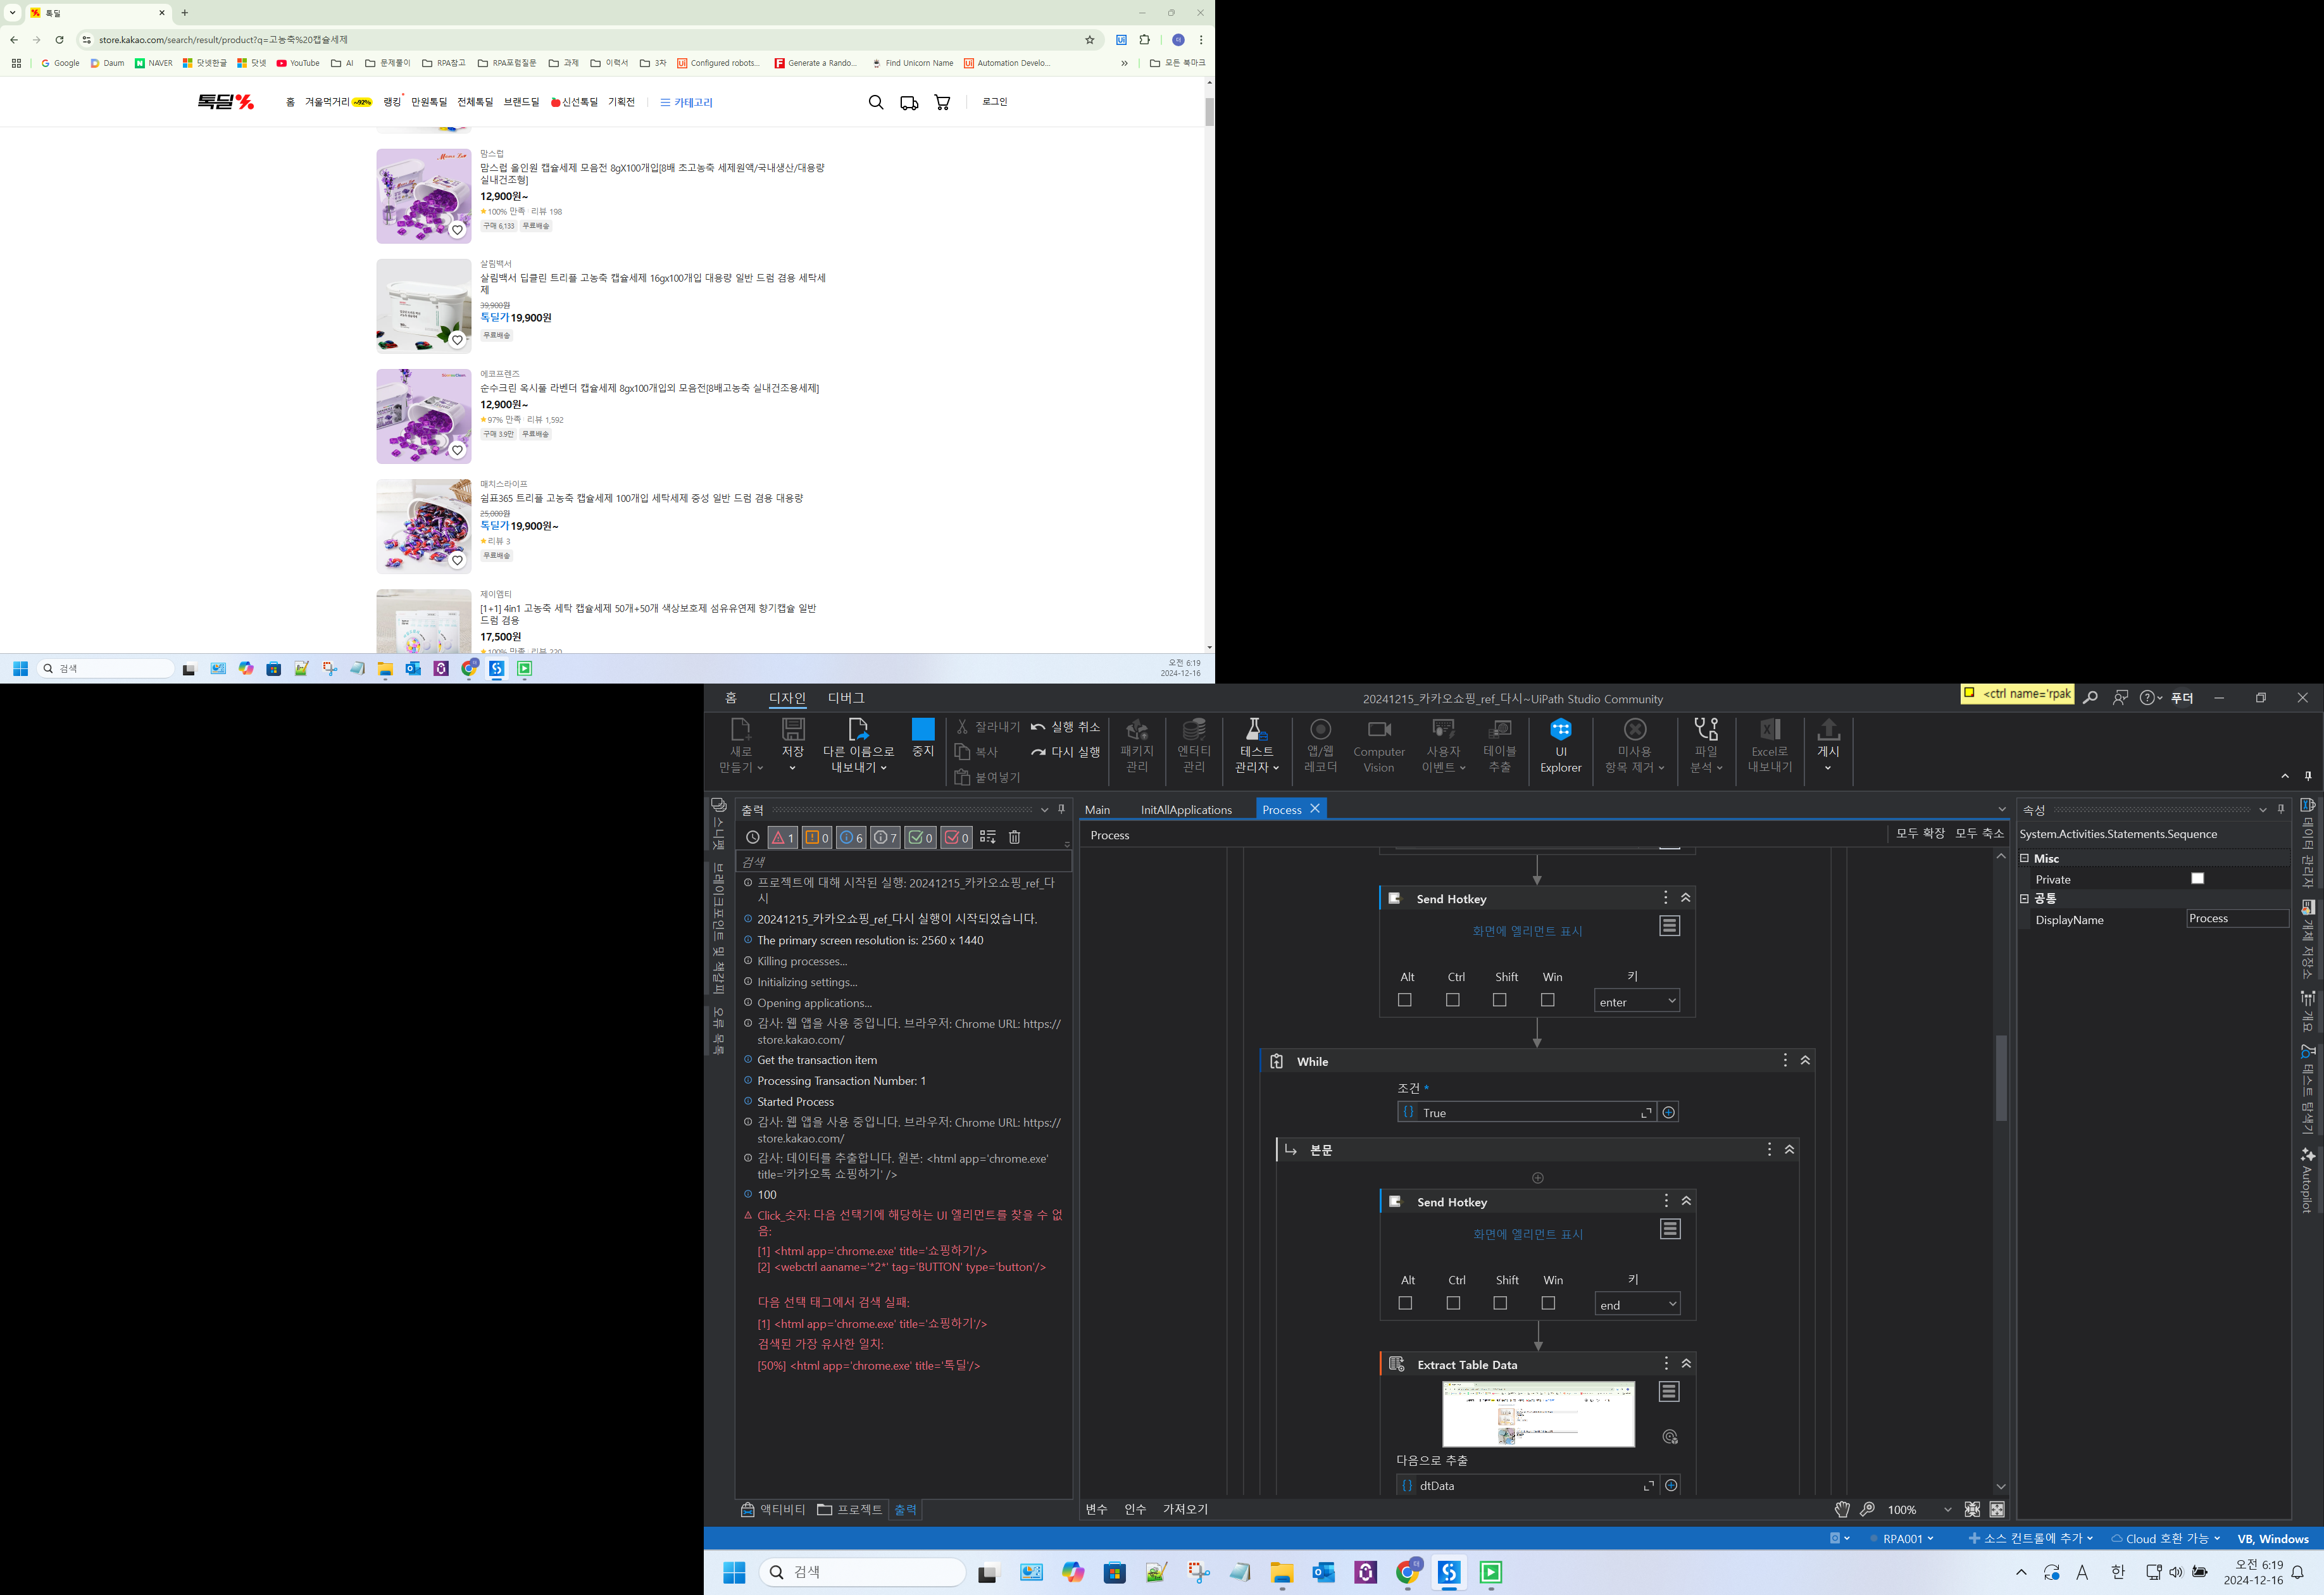 톡딜
store.kakao.com/search/result/product?q=고농축%20캡슐세제
Google
Daum
NAVER
닷넷한글
닷넷
YouTube
AI
문제풀이
RPA참고
RPA포럼질문
과제
이력서
3차
Configured robots...
Generate a Rando...
Find Unicorn Name
Automation Develo...
모든 북마크
톡딜
홈
겨울먹거리 ~92%
랭킹
만원톡딜
전체톡딜
브랜드딜
신선톡딜
기획전
카테고리
로그인
맘스럽
맘스럽 올인원 캡슐세제 모음전 8gX100개입[8배 초고농축 세제원액/국내생산/대용량
실내건조형]
12,900원~
★100% 만족 · 리뷰 198
구매 6,133 무료배송
살림백서
살림백서 딥클린 트리플 고농축 캡슐세제 16gx100개입 대용량 일반 드럼 겸용 세탁세
제
39,900원
톡딜가 19,900원
무료배송
에코프렌즈
순수크린 옥시풀 라벤더 캡슐세제 8gx100개입외 모음전[8배고농축 실내건조용세제]
12,900원~
★97% 만족 · 리뷰 1,592
구매 3.9만 무료배송
매치스라이프
쉼표365 트리플 고농축 캡슐세제 100개입 세탁세제 중성 일반 드럼 겸용 대용량
25,000원
톡딜가 19,900원~
★리뷰 3
무료배송
제이엠티
[1+1] 4in1 고농축 세탁 캡슐세제 50개+50개 색상보호제 섬유유연제 향기캡슐 일반
드럼 겸용
17,500원
★100% 만족 · 리뷰 220
검색
오전 6:19
2024-12-16
홈
디자인
디버그
20241215_카카오쇼핑_ref_다시~UiPath Studio Community
<ctrl name='rpak
푸더
새로
만들기
저장
다른 이름으로
내보내기
중지
잘라내기
복사
붙여넣기
실행 취소
다시 실행
패키지
관리
엔터티
관리
테스트
관리자
앱/웹
레코더
Computer
Vision
사용자
이벤트
테이블
추출
UI
Explorer
미사용
항목 제거
파일
분석
Excel로
내보내기
게시
스니펫
브레이크포인트 및 책갈피
오류 목록
출력
1
0
6
7
0
0
검색
프로젝트에 대해 시작된 실행: 20241215_카카오쇼핑_ref_다
시
20241215_카카오쇼핑_ref_다시 실행이 시작되었습니다.
The primary screen resolution is: 2560 x 1440
Killing processes...
Initializing settings...
Opening applications...
감사: 웹 앱을 사용 중입니다. 브라우저: Chrome URL: https://
store.kakao.com/
Get the transaction item
Processing Transaction Number: 1
Started Process
감사: 웹 앱을 사용 중입니다. 브라우저: Chrome URL: https://
store.kakao.com/
감사: 데이터를 추출합니다. 원본: <html app='chrome.exe'
title='카카오톡 쇼핑하기' />
100
Click_숫자: 다음 선택기에 해당하는 UI 엘리먼트를 찾을 수 없
음:
[1] <html app='chrome.exe' title='쇼핑하기'/>
[2] <webctrl aaname='*2*' tag='BUTTON' type='button'/>
다음 선택 태그에서 검색 실패:
[1] <html app='chrome.exe' title='쇼핑하기'/>
검색된 가장 유사한 일치:
[50%] <html app='chrome.exe' title='톡딜'/>
액티비티
프로젝트
출력
Main
InitAllApplications
Process
Process
모두 확장
모두 축소
Send Hotkey
화면에 엘리먼트 표시
Alt
Ctrl
Shift
Win
키
enter
While
조건 *
True
본문
Send Hotkey
화면에 엘리먼트 표시
Alt
Ctrl
Shift
Win
키
end
Extract Table Data
다음으로 추출
dtData
변수
인수
가져오기
100%
속성
System.Activities.Statements.Sequence
Misc
Private
공통
DisplayName
Process
데이터 관리자
개체 저장소
개요
테스트 탐색기
Autopilot
RPA001
소스 컨트롤에 추가
Cloud 호환 가능
VB, Windows
검색
A
한
오전 6:19
2024-12-16